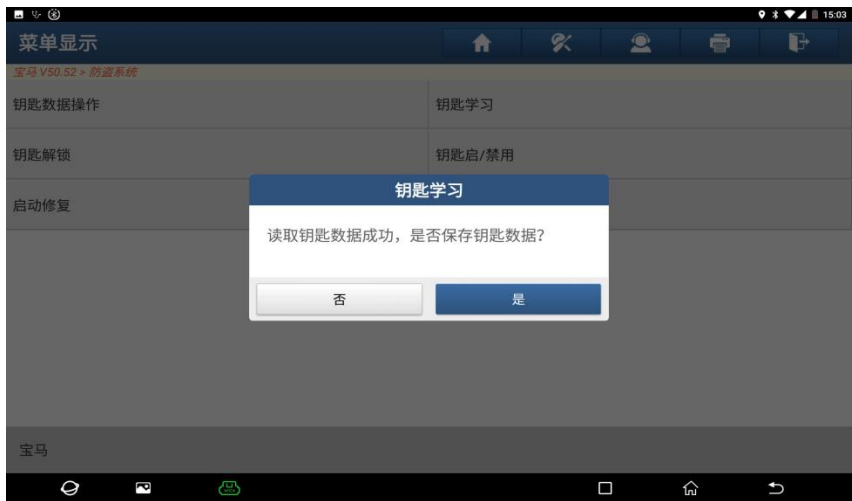 15:03
菜单显示
宝马 V50.52 > 防盗系统
钥匙数据操作
钥匙学习
钥匙解锁
钥匙启/禁用
启动修复
钥匙学习
读取钥匙数据成功，是否保存钥匙数据？
否
是
宝马